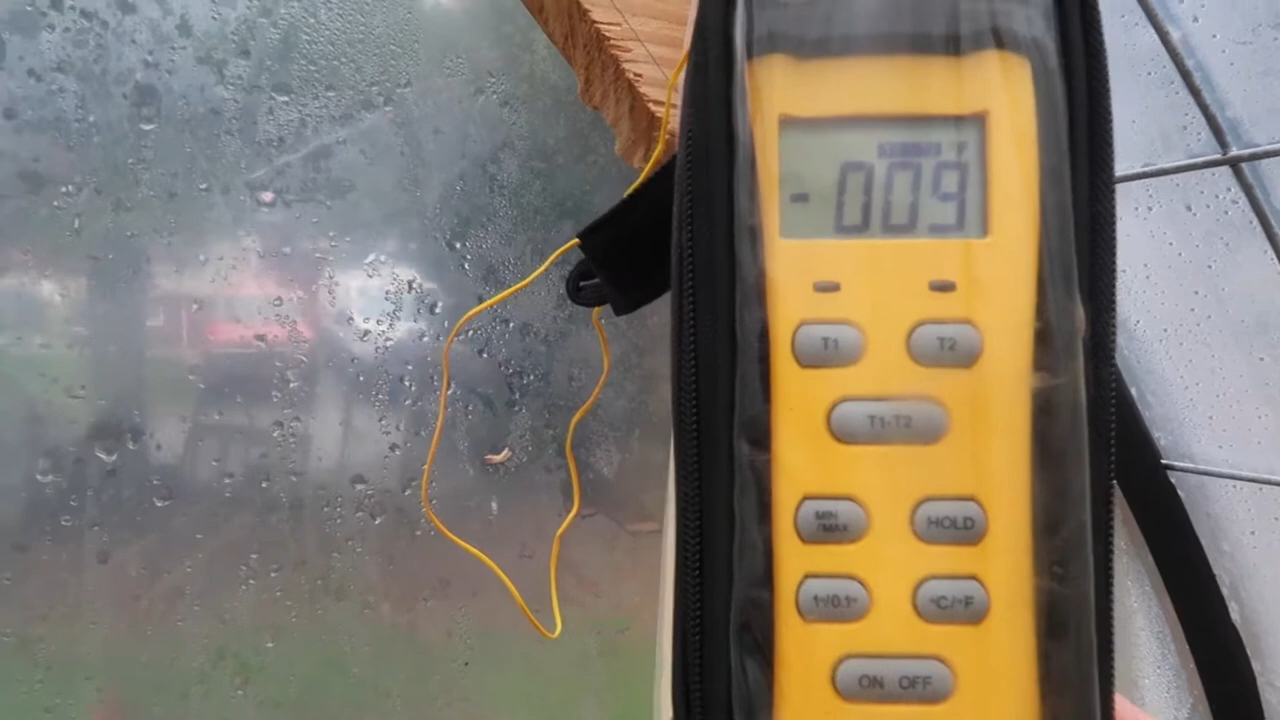 °F
- 009
T1 T2
T1-T2
MIN
/MAX
HOLD
1°/0.1° °C/°F
ON OFF